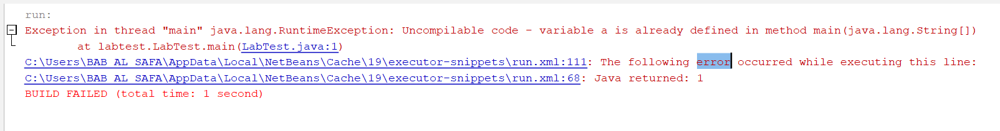 run:
Exception in thread "main" java.lang.RuntimeException: Uncompilable code - variable a is already defined in method main(java.lang.String[])
at labtest.LabTest.main(LabTest.java:1)
C:\Users\BAB AL SAFA\AppData\Local\NetBeans\Cache\19\executor-snippets\run.xml:111: The following error occurred while executing this line:
C:\Users\BAB AL SAFA\AppData\Local\NetBeans\Cache\19\executor-snippets\run.xml:68: Java returned: 1
BUILD FAILED (total time: 1 second)